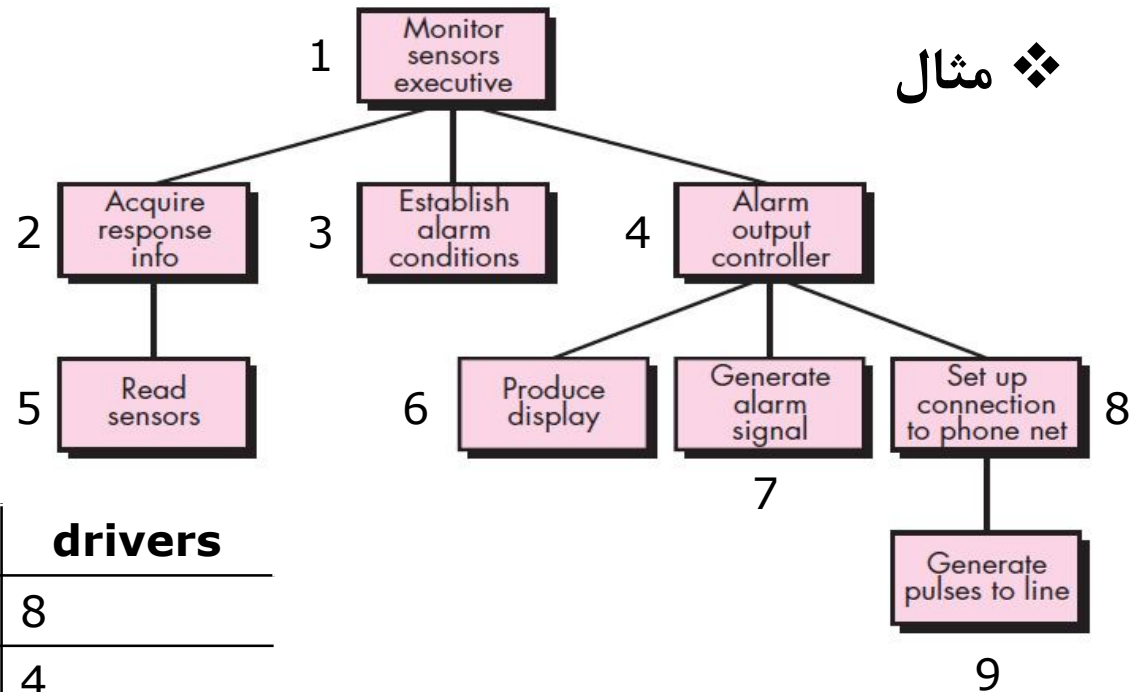 ❖ مثال
1
Monitor
sensors
executive
2
Acquire
response
info
3
Establish
alarm
conditions
4
Alarm
output
controller
5
Read
sensors
6
Produce
display
7
Generate
alarm
signal
8
Set up
connection
to phone net
9
Generate
pulses to line
drivers
8
4